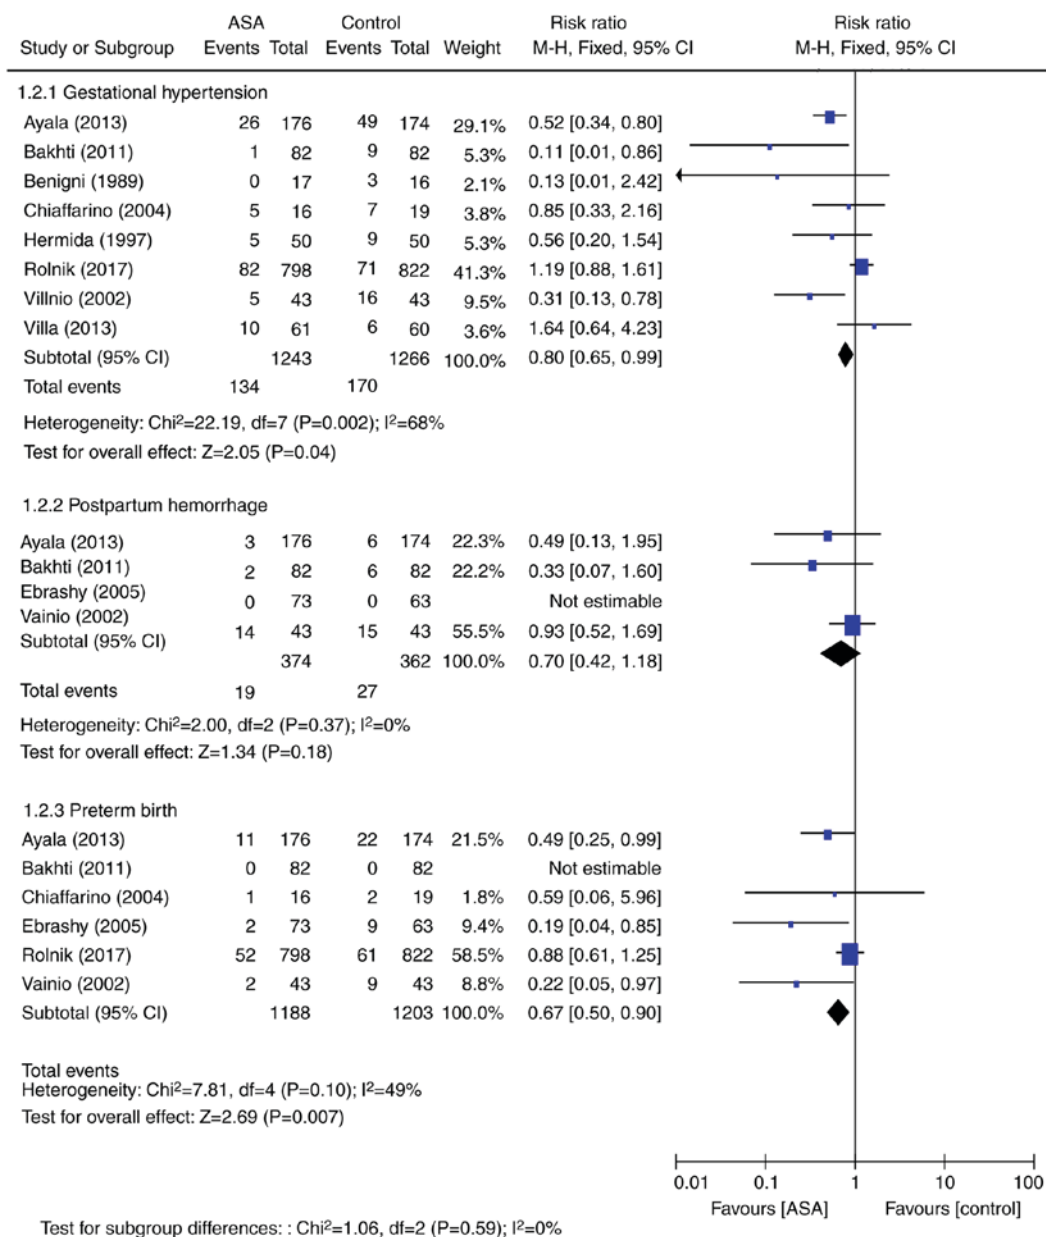 ASA Control Risk ratio Risk ratio
Study or Subgroup Events Total Events Total Weight M-H, Fixed, 95% CI M-H, Fixed, 95% CI
1.2.1 Gestational hypertension
Ayala (2013) 26 176 49 174 29.1% 0.52 [0.34, 0.80]
Bakhti (2011) 1 82 9 82 5.3% 0.11 [0.01, 0.86]
Benigni (1989) 0 17 3 16 2.1% 0.13 [0.01, 2.42]
Chiaffarino (2004) 5 16 7 19 3.8% 0.85 [0.33, 2.16]
Hermida (1997) 5 50 9 50 5.3% 0.56 [0.20, 1.54]
Rolnik (2017) 82 798 71 822 41.3% 1.19 [0.88, 1.61]
Villnio (2002) 5 43 16 43 9.5% 0.31 [0.13, 0.78]
Villa (2013) 10 61 6 60 3.6% 1.64 [0.64, 4.23]
Subtotal (95% CI) 1243 1266 100.0% 0.80 [0.65, 0.99]
Total events 134 170
Heterogeneity: Chi²=22.19, df=7 (P=0.002); I²=68%
Test for overall effect: Z=2.05 (P=0.04)
1.2.2 Postpartum hemorrhage
Ayala (2013) 3 176 6 174 22.3% 0.49 [0.13, 1.95]
Bakhti (2011) 2 82 6 82 22.2% 0.33 [0.07, 1.60]
Ebrashy (2005) 0 73 0 63 Not estimable
Vainio (2002) 14 43 15 43 55.5% 0.93 [0.52, 1.69]
Subtotal (95% CI) 374 362 100.0% 0.70 [0.42, 1.18]
Total events 19 27
Heterogeneity: Chi²=2.00, df=2 (P=0.37); I²=0%
Test for overall effect: Z=1.34 (P=0.18)
1.2.3 Preterm birth
Ayala (2013) 11 176 22 174 21.5% 0.49 [0.25, 0.99]
Bakhti (2011) 0 82 0 82 Not estimable
Chiaffarino (2004) 1 16 2 19 1.8% 0.59 [0.06, 5.96]
Ebrashy (2005) 2 73 9 63 9.4% 0.19 [0.04, 0.85]
Rolnik (2017) 52 798 61 822 58.5% 0.88 [0.61, 1.25]
Vainio (2002) 2 43 9 43 8.8% 0.22 [0.05, 0.97]
Subtotal (95% CI) 1188 1203 100.0% 0.67 [0.50, 0.90]
Total events
Heterogeneity: Chi²=7.81, df=4 (P=0.10); I²=49%
Test for overall effect: Z=2.69 (P=0.007)
0.01 0.1 1 10 100
Favours [ASA] Favours [control]
Test for subgroup differences: : Chi²=1.06, df=2 (P=0.59); I²=0%